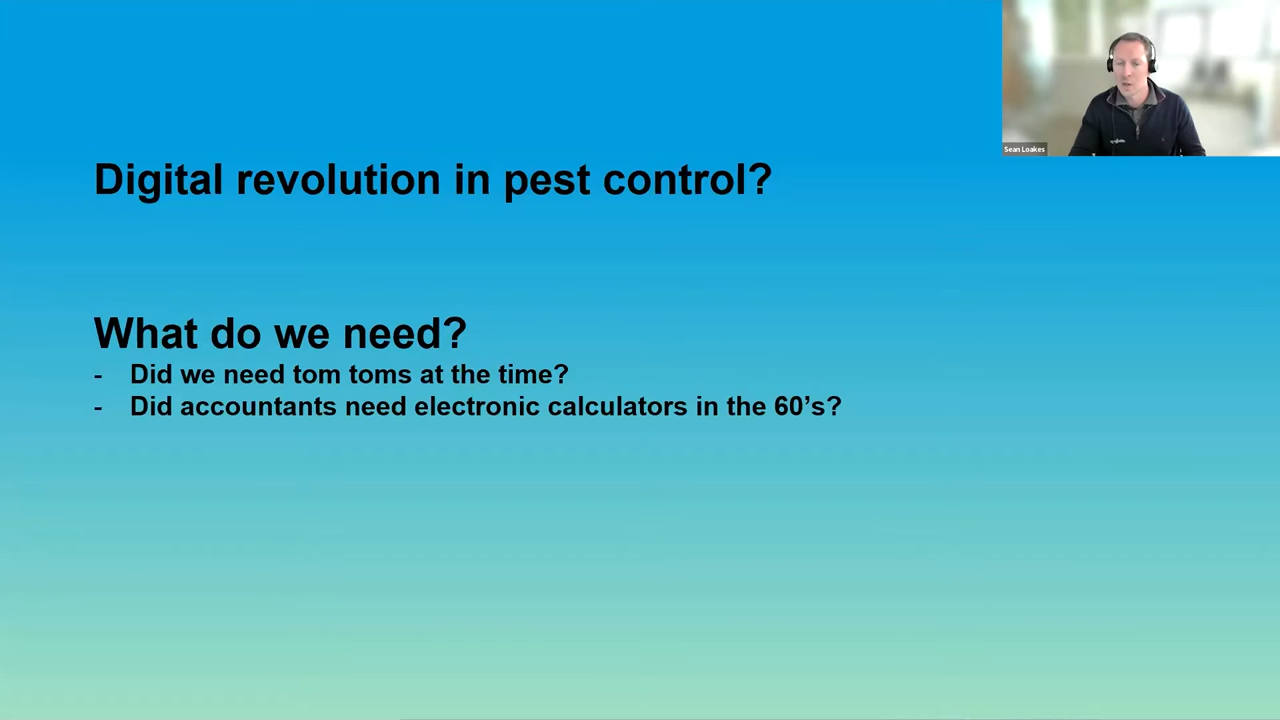 Sean Loakes
Digital revolution in pest control?
What do we need?
- Did we need tom toms at the time?
- Did accountants need electronic calculators in the 60’s?